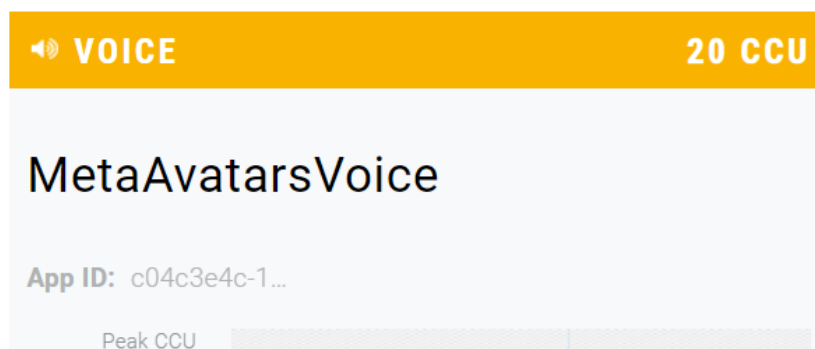 VOICE 20 CCU
MetaAvatarsVoice
App ID: c04c3e4c-1...
Peak CCU